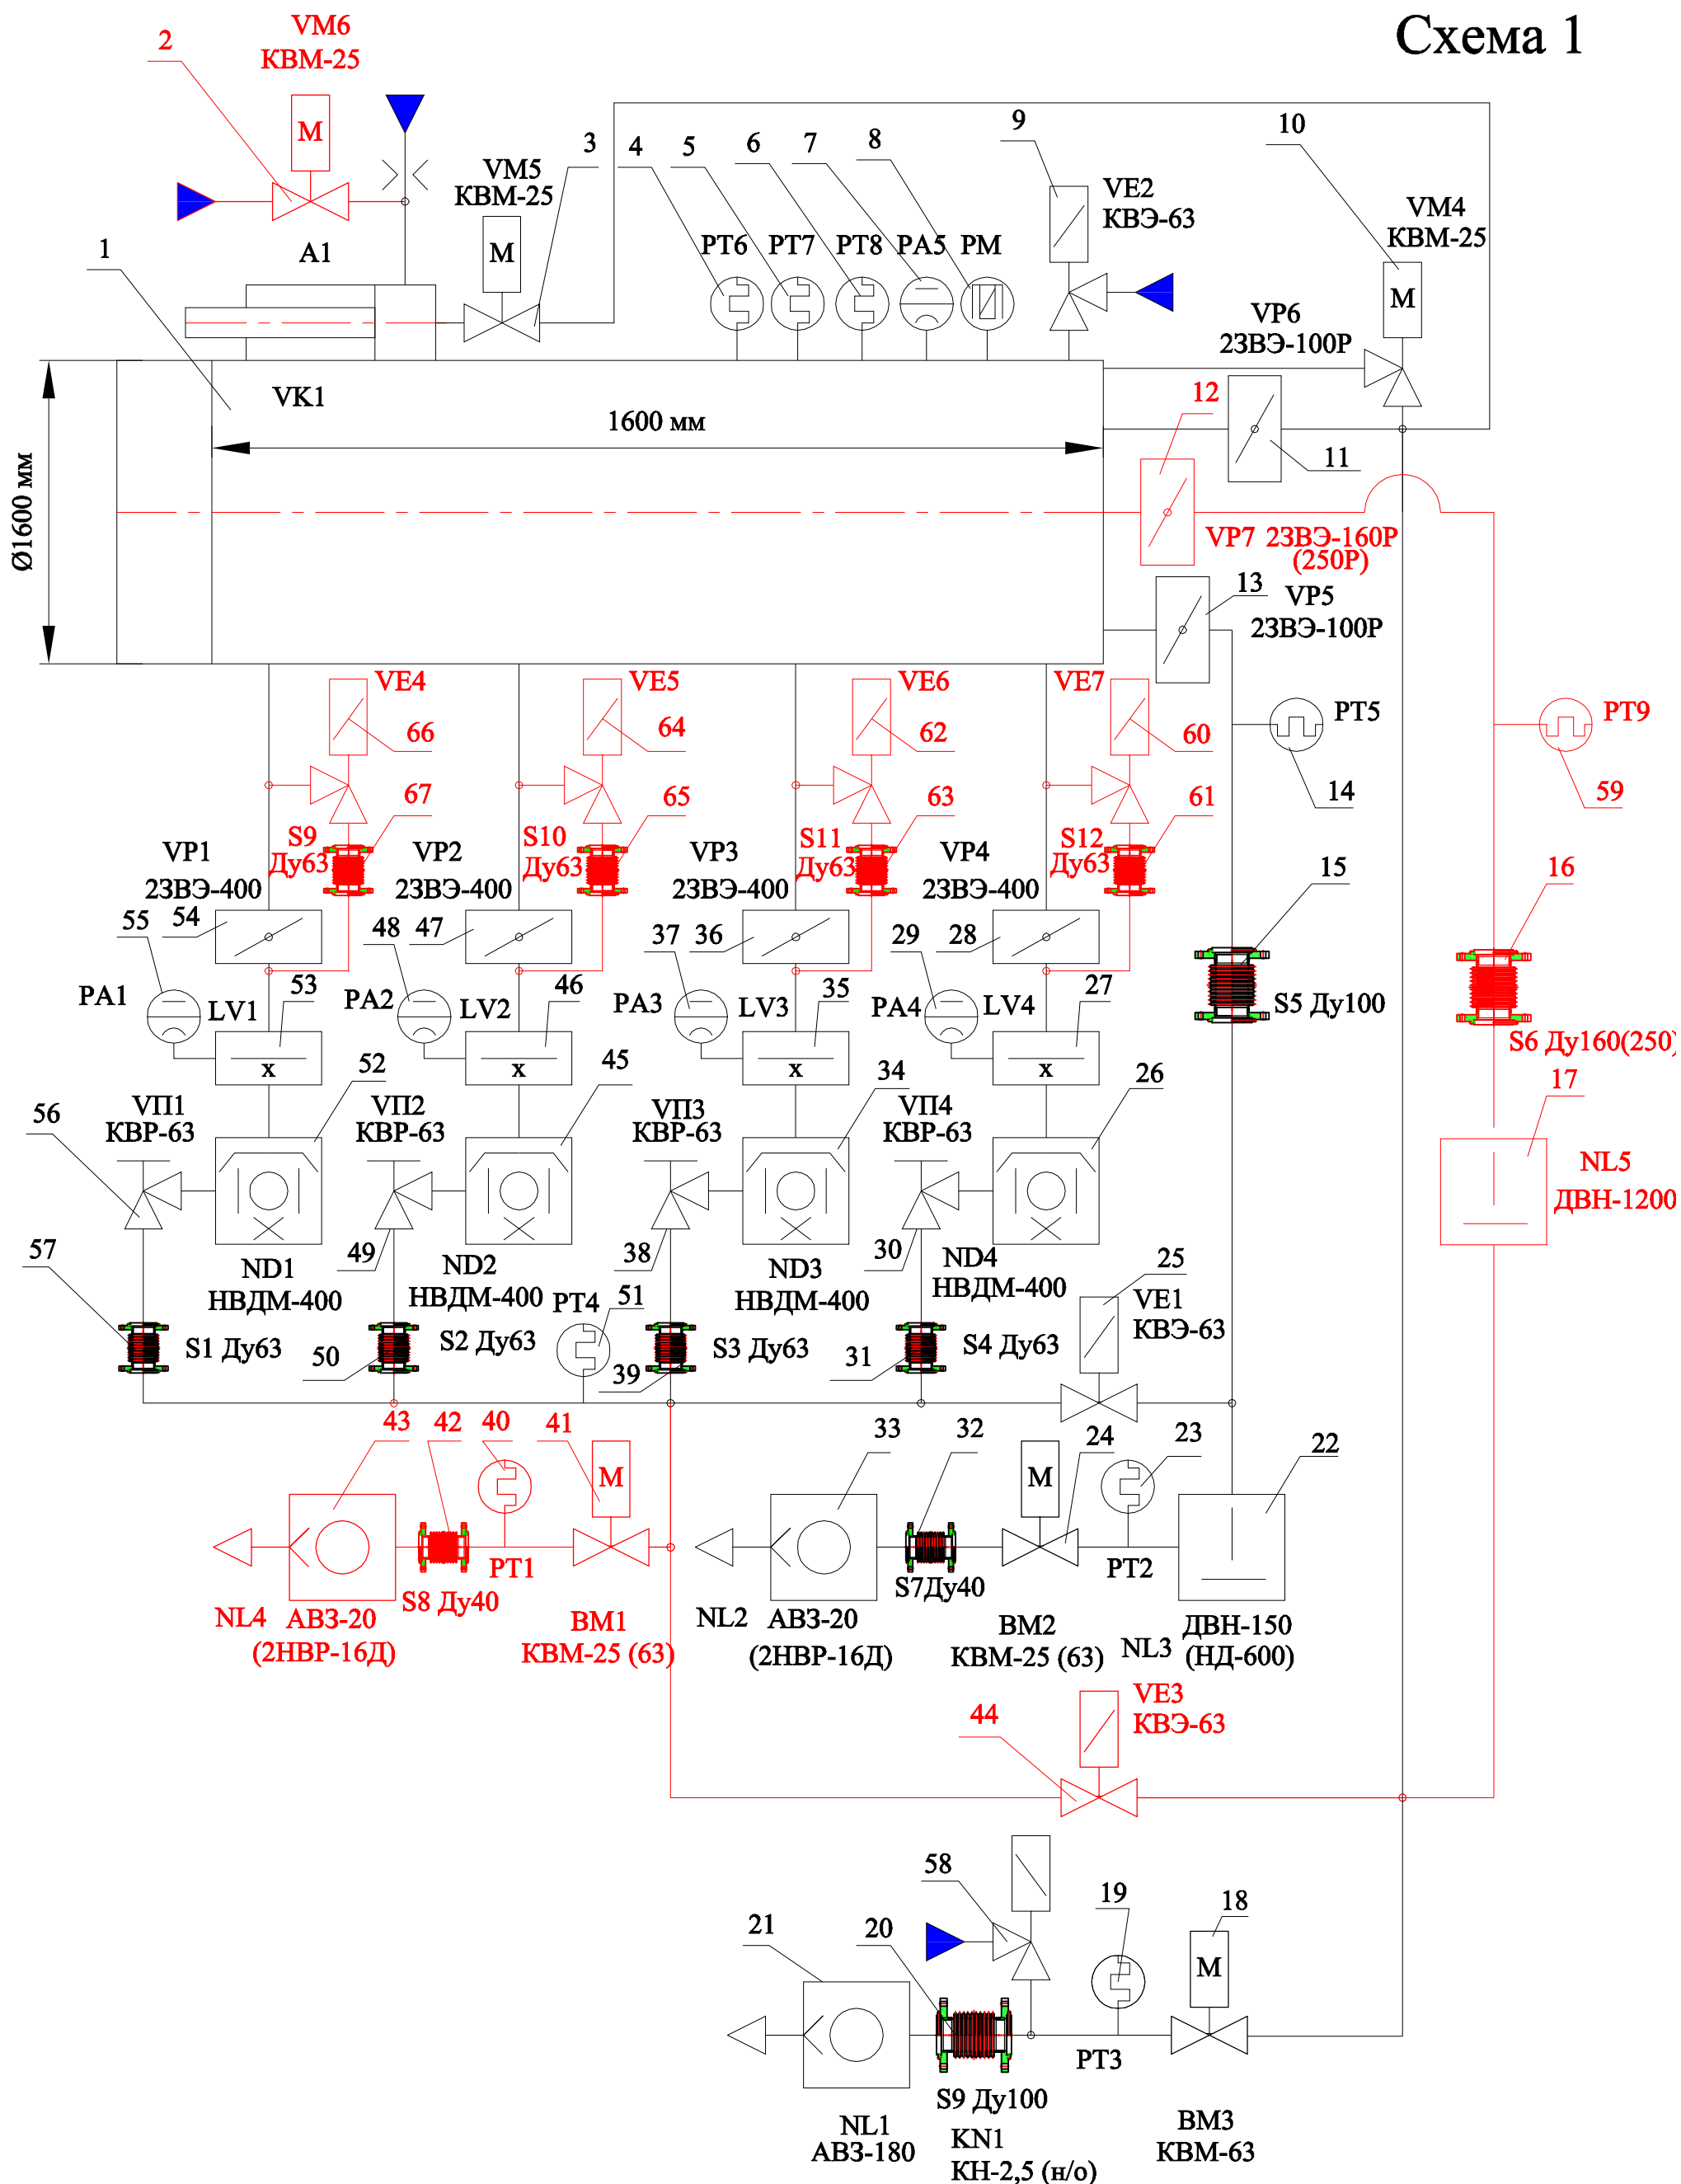 Схема 1
VM6
КВМ-25
2
M
3
VM5
КВМ-25
M
4
5
6
7
8
9
VE2
КВЭ-63
10
VM4
КВМ-25
M
1
A1
PT6
PT7
PT8
PA5
PM
VP6
2ЗВЭ-100Р
VK1
1600 мм
Ø1600 мм
11
12
VP7 2ЗВЭ-160Р
(250Р)
13
VP5
2ЗВЭ-100Р
VE4
66
VE5
64
VE6
62
VE7
60
PT5
14
PT9
59
67
65
63
61
S9
Ду63
S10
Ду63
S11
Ду63
S12
Ду63
VP1
2ЗВЭ-400
VP2
2ЗВЭ-400
VP3
2ЗВЭ-400
VP4
2ЗВЭ-400
15
16
55
54
48
47
37
36
29
28
PA1
LV1
53
PA2
LV2
46
PA3
LV3
35
PA4
LV4
27
S5 Ду100
S6 Ду160(250)
x
x
x
x
17
52
45
34
26
56
VП1
КВР-63
VП2
КВР-63
VП3
КВР-63
VП4
КВР-63
NL5
ДВН-1200
57
49
38
30
ND1
НВДМ-400
ND2
НВДМ-400
ND3
НВДМ-400
ND4
НВДМ-400
25
VE1
КВЭ-63
PT4
51
S1 Ду63
50
S2 Ду63
39
S3 Ду63
31
S4 Ду63
43
42
40
41
33
32
24
23
22
M
M
PT1
S8 Ду40
PT2
S7Ду40
NL4
АВЗ-20
(2НВР-16Д)
ВМ1
КВМ-25 (63)
NL2
АВЗ-20
(2НВР-16Д)
ВМ2
КВМ-25 (63)
NL3
ДВН-150
(НД-600)
44
VE3
КВЭ-63
58
21
20
19
18
M
PT3
S9 Ду100
NL1
АВЗ-180
KN1
КН-2,5 (н/о)
ВМ3
КВМ-63